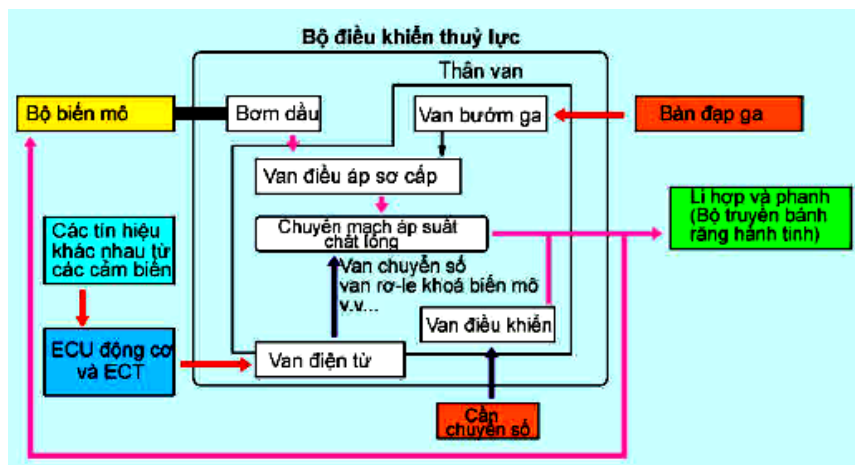 Bộ điều khiển thuỷ lực
Thân van
Bộ biến mô
Bơm dầu
Van bướm ga
Bàn đạp ga
Van điều áp sơ cấp
Li hợp và phanh
(Bộ truyền bánh
răng hành tinh)
Các tín hiệu
khác nhau từ
các cảm biến
Chuyển mạch áp suất
chất lỏng
Van chuyển số
van rơ-le khoá biến mô
v.v...
Van điều khiển
ECU động cơ
và ECT
Van điện từ
Cần
chuyển số